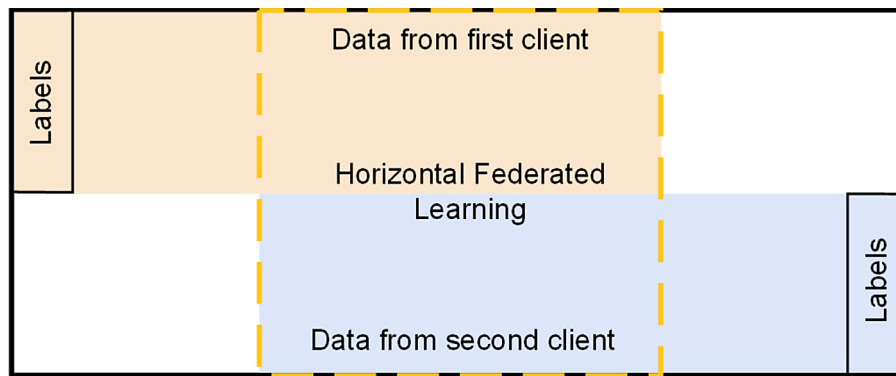 Labels
Data from first client
Horizontal Federated
Learning
Data from second client
Labels